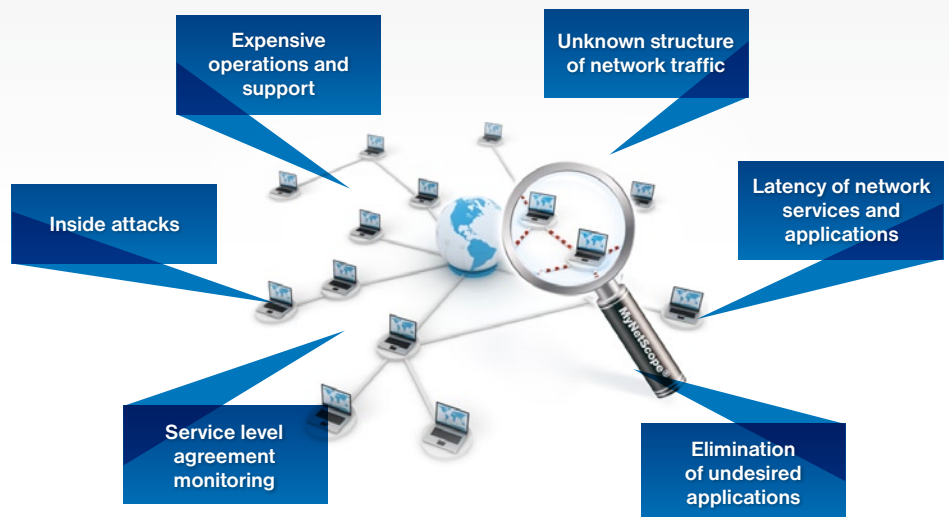 Expensive
operations and
support
Unknown structure
of network traffic
Inside attacks
Latency of network
services and
applications
MyNetScope®
Service level
agreement
monitoring
Elimination
of undesired
applications